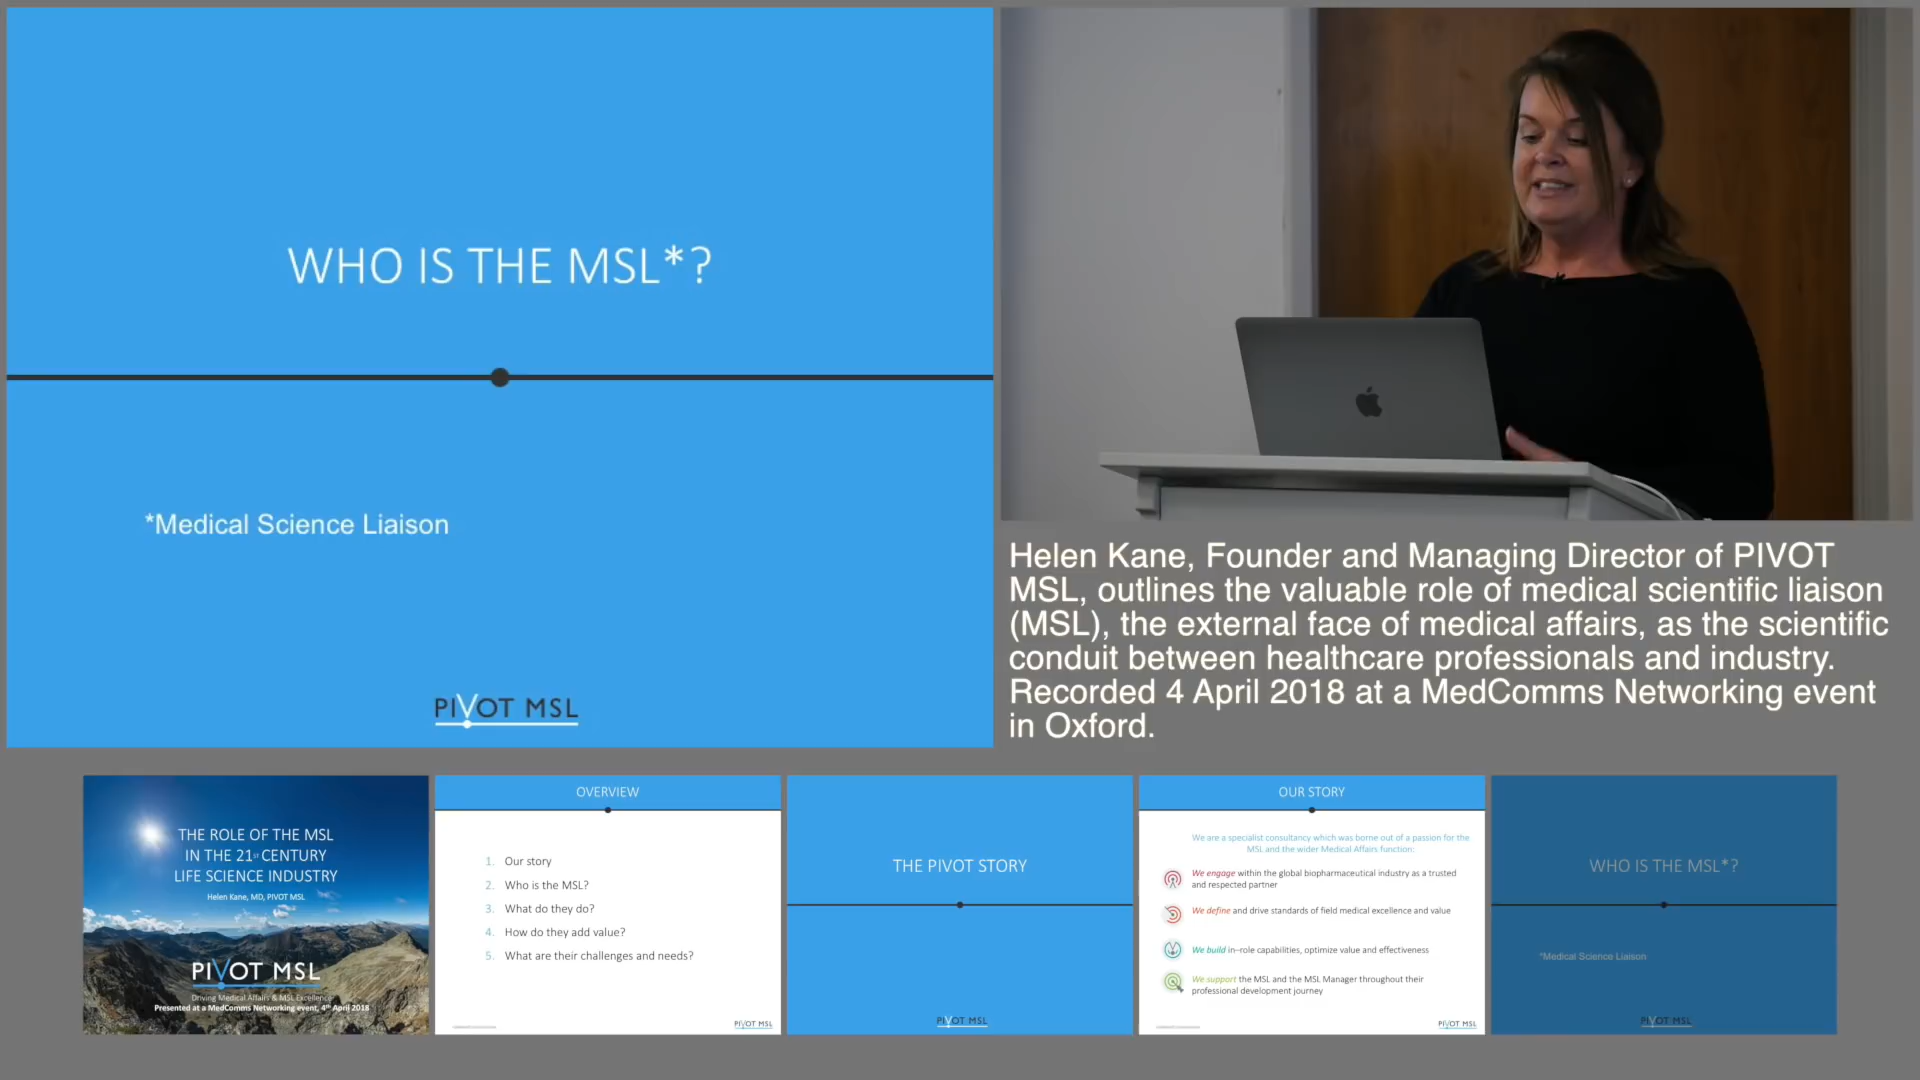 WHO IS THE MSL*?
*Medical Science Liaison
PIVOT MSL
Helen Kane, Founder and Managing Director of PIVOT
MSL, outlines the valuable role of medical scientific liaison
(MSL), the external face of medical affairs, as the scientific
conduit between healthcare professionals and industry.
Recorded 4 April 2018 at a MedComms Networking event
in Oxford.
THE ROLE OF THE MSL
IN THE 21ST CENTURY
LIFE SCIENCE INDUSTRY
Helen Kane, MD, PIVOT MSL
PIVOT MSL
Driving Medical Affairs & MSL Excellence
Presented at a MedComms Networking event, 4th April 2018
OVERVIEW
1. Our story
2. Who is the MSL?
3. What do they do?
4. How do they add value?
5. What are their challenges and needs?
PIVOT MSL
THE PIVOT STORY
PIVOT MSL
OUR STORY
We are a specialist consultancy which was borne out of a passion for the
MSL and the wider Medical Affairs function:
We engage within the global biopharmaceutical industry as a trusted
and respected partner
We define and drive standards of field medical excellence and value
We build in–role capabilities, optimize value and effectiveness
We support the MSL and the MSL Manager throughout their
professional development journey
PIVOT MSL
WHO IS THE MSL*?
*Medical Science Liaison
PIVOT MSL